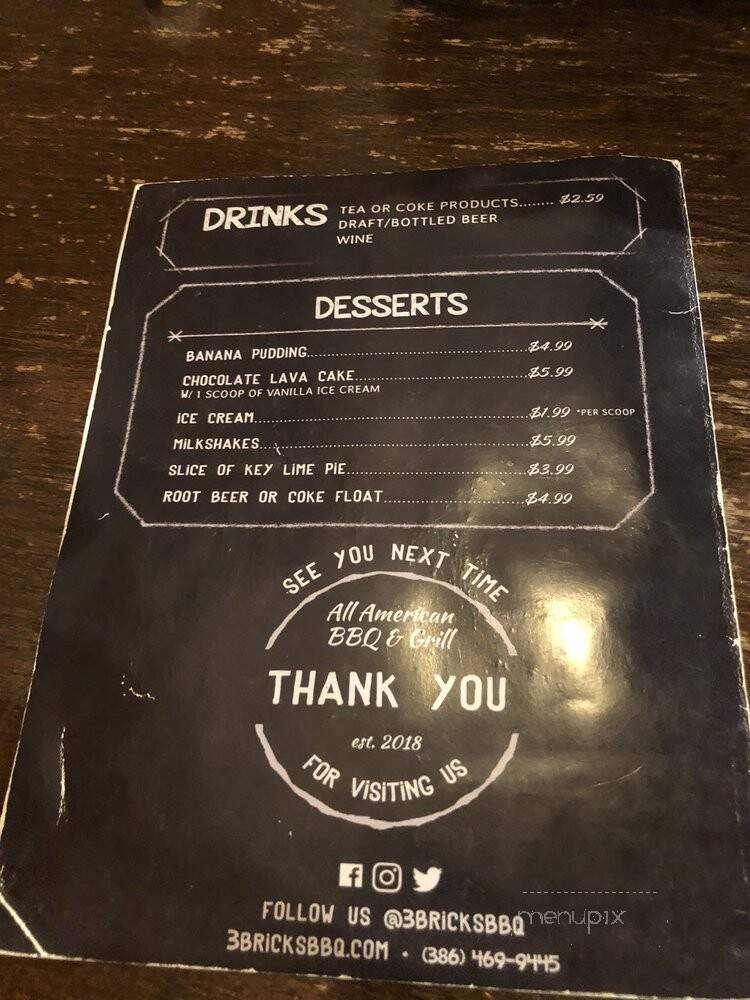 DRINKS TEA OR COKE PRODUCTS........ $2.59
DRAFT/BOTTLED BEER
WINE
DESSERTS
BANANA PUDDING......................................................$4.99
CHOCOLATE LAVA CAKE..........................................$5.99
W/ 1 SCOOP OF VANILLA ICE CREAM
ICE CREAM.................................................................$1.99 *PER SCOOP
MILKSHAKES................................................................$5.99
SLICE OF KEY LIME PIE...........................................$3.99
ROOT BEER OR COKE FLOAT..................................$4.99
SEE YOU NEXT TIME
All American
BBQ & Grill
THANK YOU
est. 2018
FOR VISITING US
FOLLOW US @3BRICKSBBQ
menupix
3BRICKSBBQ.COM • (386) 469-9445